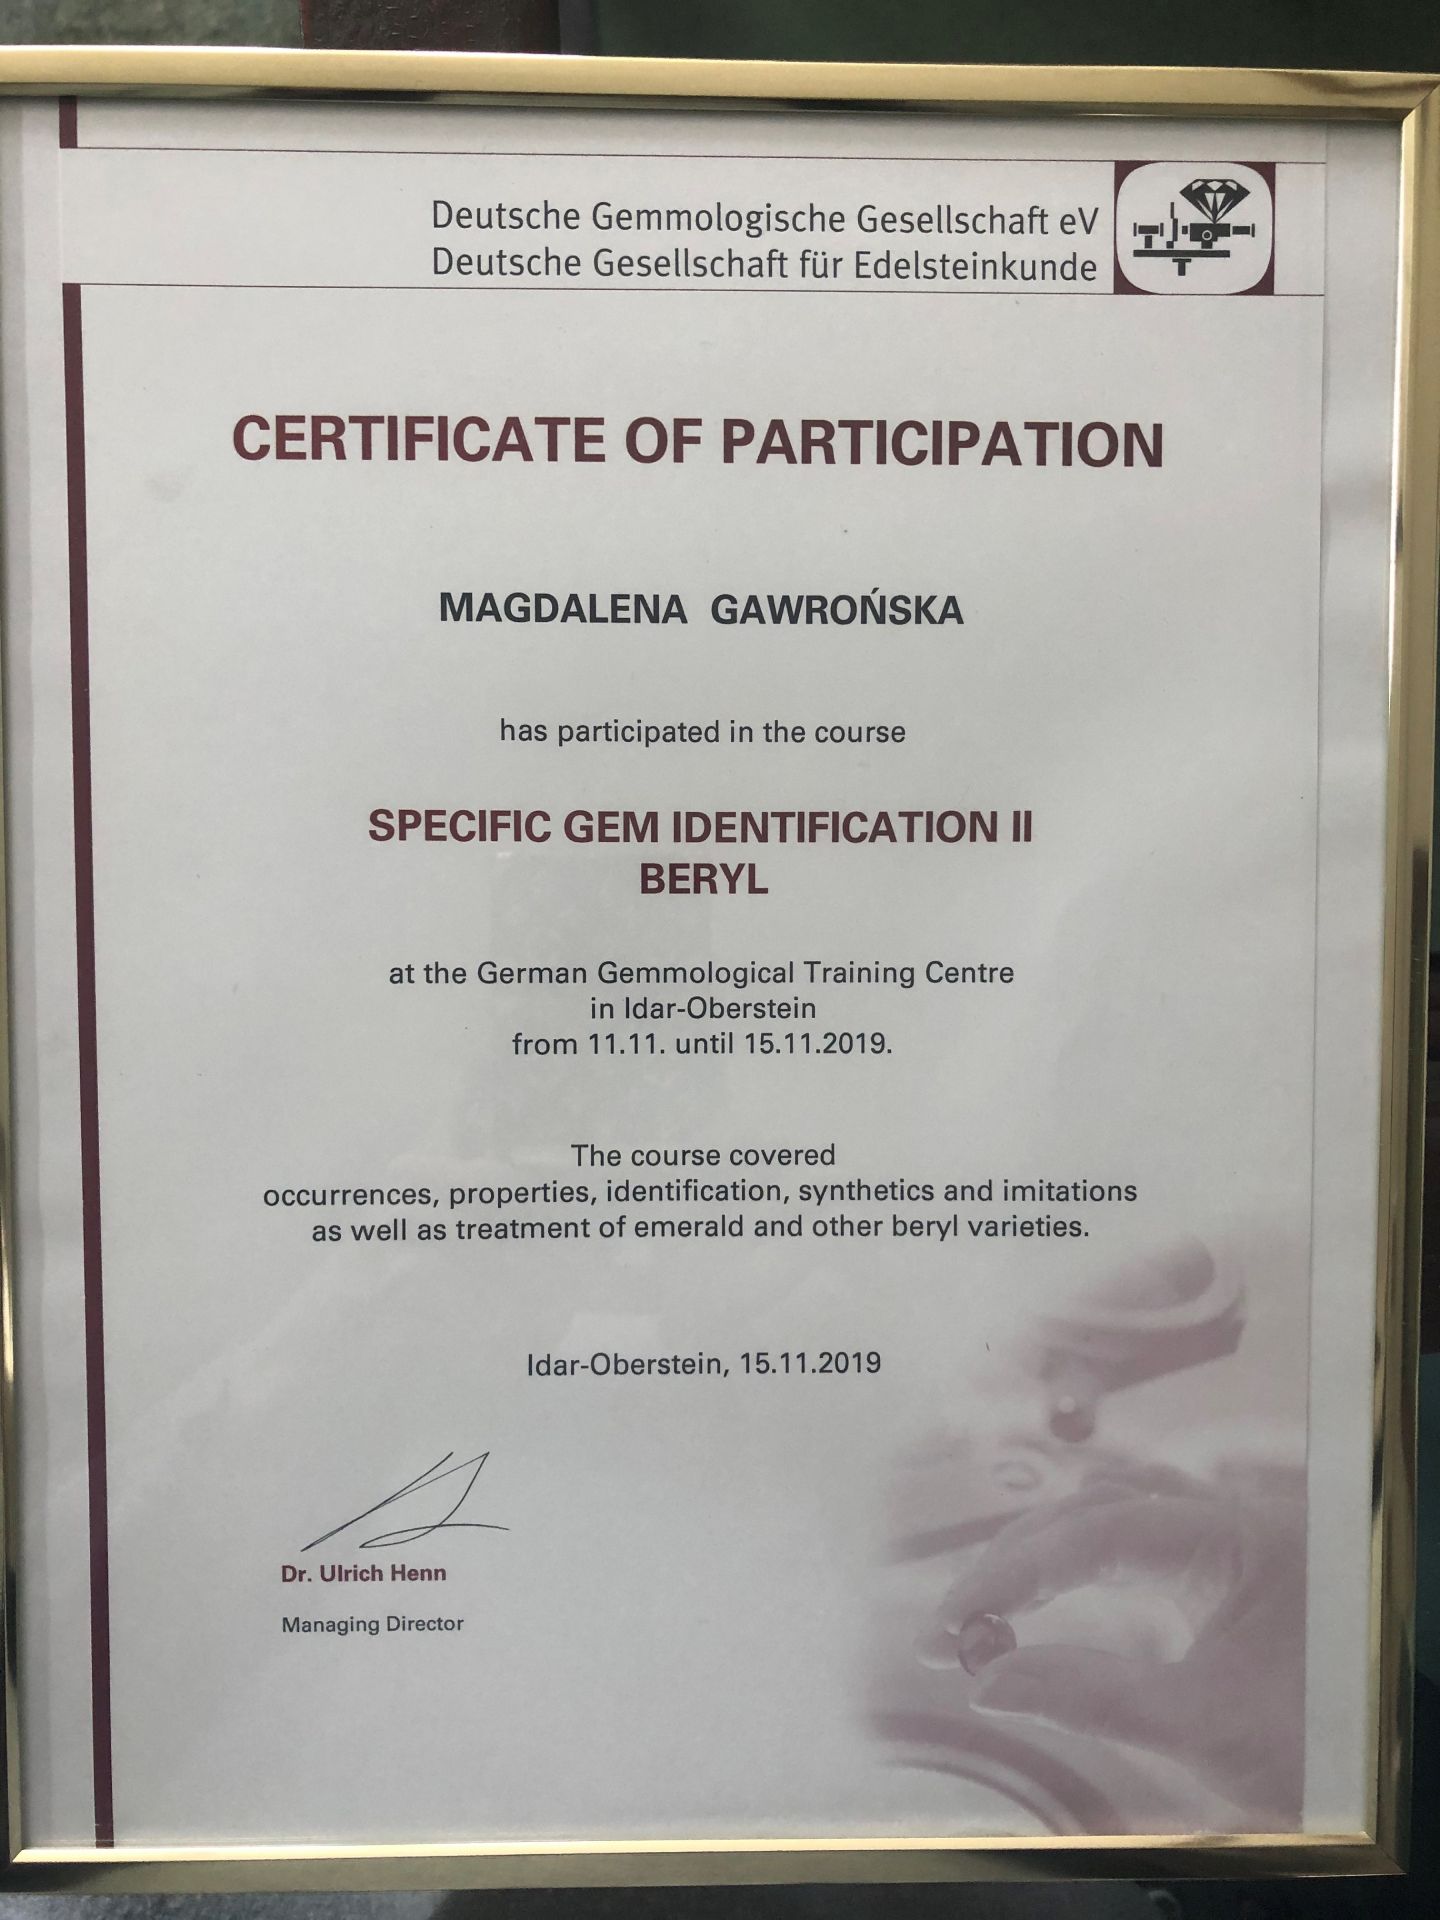 Deutsche Gemmologische Gesellschaft eV
Deutsche Gesellschaft für Edelsteinkunde
CERTIFICATE OF PARTICIPATION
MAGDALENA GAWROŃSKA
has participated in the course
SPECIFIC GEM IDENTIFICATION II
BERYL
at the German Gemmological Training Centre
in Idar-Oberstein
from 11.11. until 15.11.2019.
The course covered
occurrences, properties, identification, synthetics and imitations
as well as treatment of emerald and other beryl varieties.
Idar-Oberstein, 15.11.2019
Dr. Ulrich Henn
Managing Director